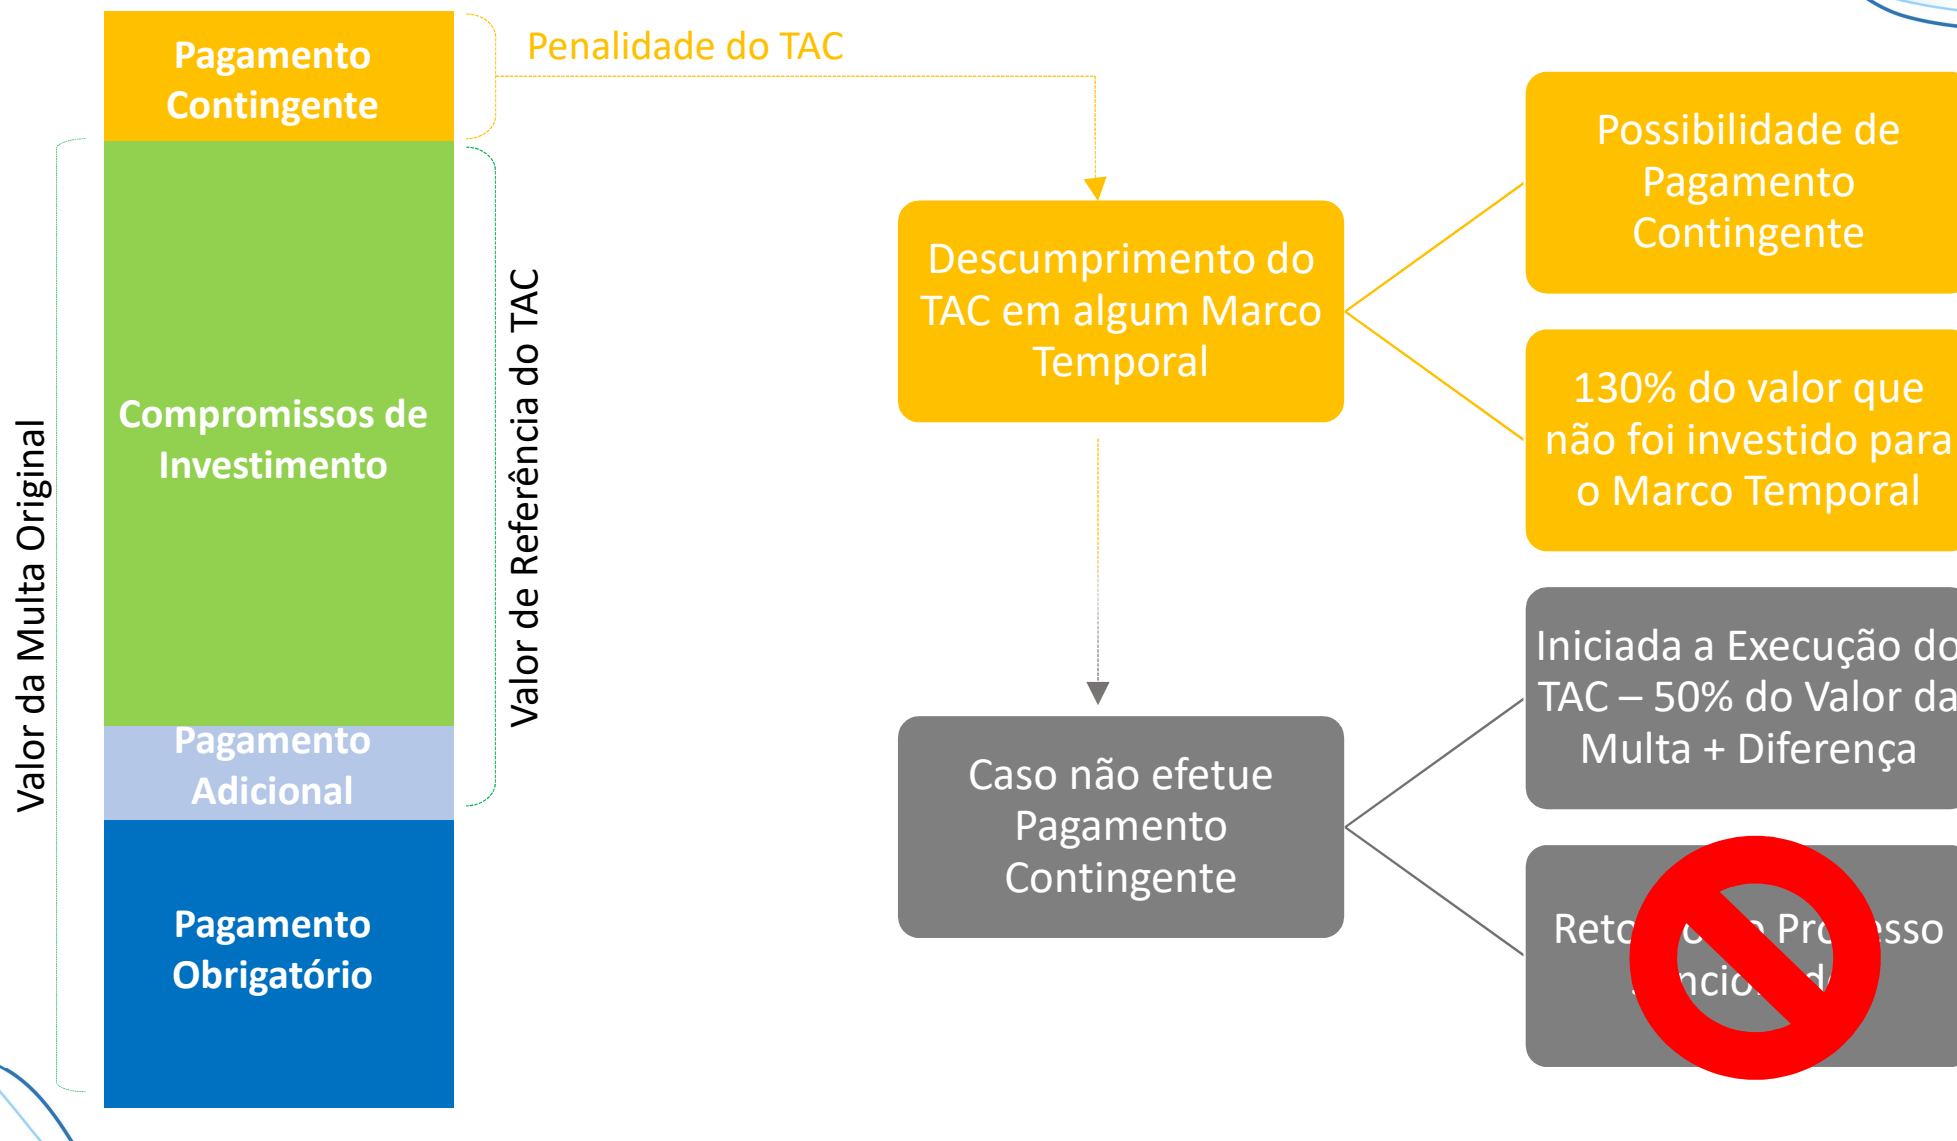 Pagamento
Contingente
Penalidade do TAC
Valor da Multa Original
Compromissos de
Investimento
Valor de Referência do TAC
Pagamento
Adicional
Pagamento
Obrigatório
Descumprimento do
TAC em algum Marco
Temporal
Possibilidade de
Pagamento
Contingente
130% do valor que
não foi investido para
o Marco Temporal
Caso não efetue
Pagamento
Contingente
Iniciada a Execução do
TAC – 50% do Valor da
Multa + Diferença